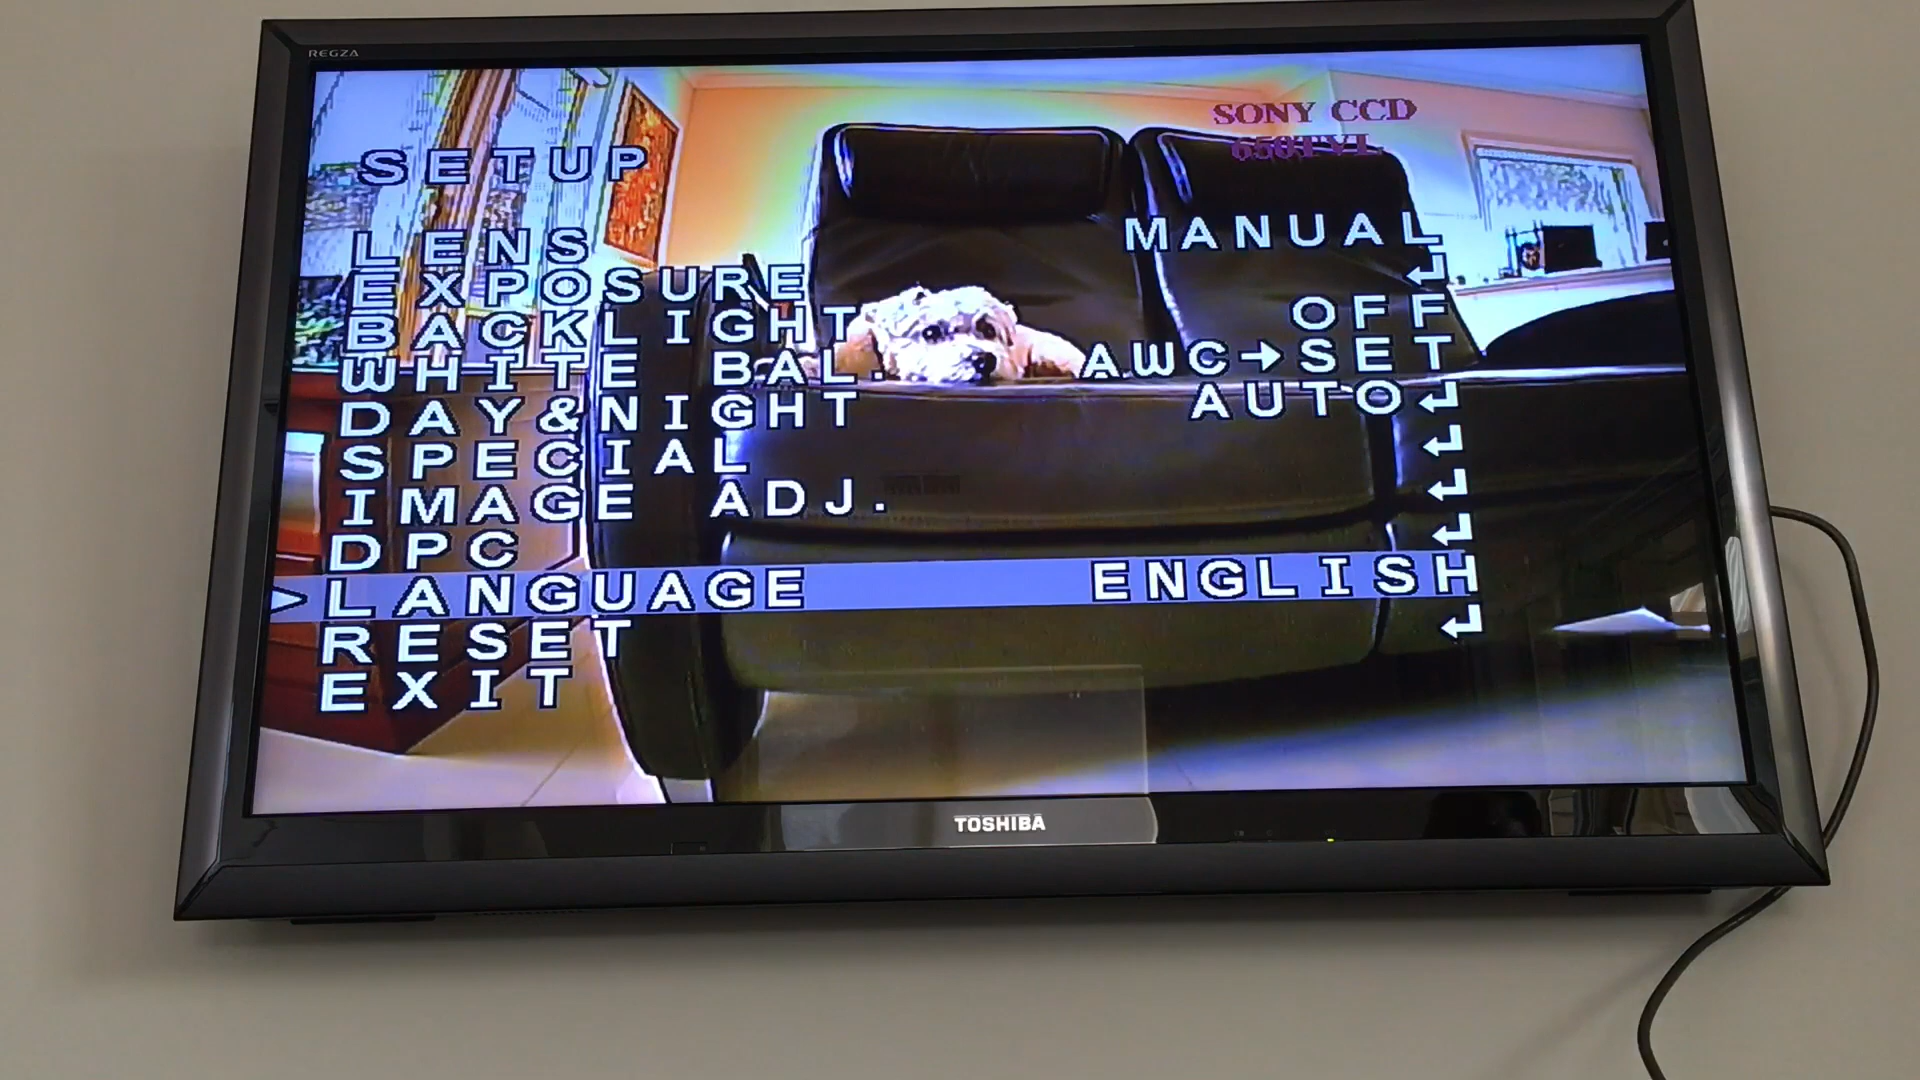 REGZA
SONY CCD
650TVL
SETUP
LENS MANUAL
EXPOSURE ↵
BACKLIGHT OFF
WHITE BAL. AWC→SET
DAY&NIGHT AUTO↵
SPECIAL ↵
IMAGE ADJ. ↵
DPC ↵
>LANGUAGE ENGLISH
RESET ↵
EXIT
TOSHIBA